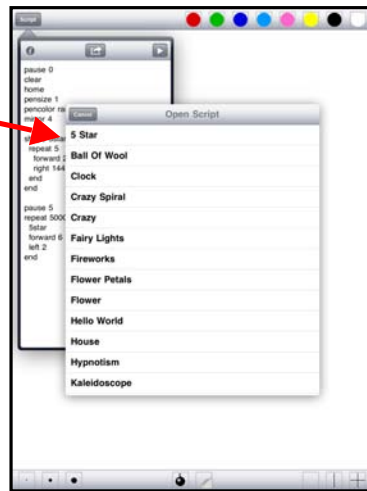 Script
pause 0
clear
home
pensize 1
pencolor
repeat 5
forward
right 144
end
end
pause 5
repeat 5000
5star
forward 6
left 2
end
Cancel
Open Script
5 Star
Ball Of Wool
Clock
Crazy Spiral
Crazy
Fairy Lights
Fireworks
Flower Petals
Flower
Hello World
House
Hypnotism
Kaleidoscope